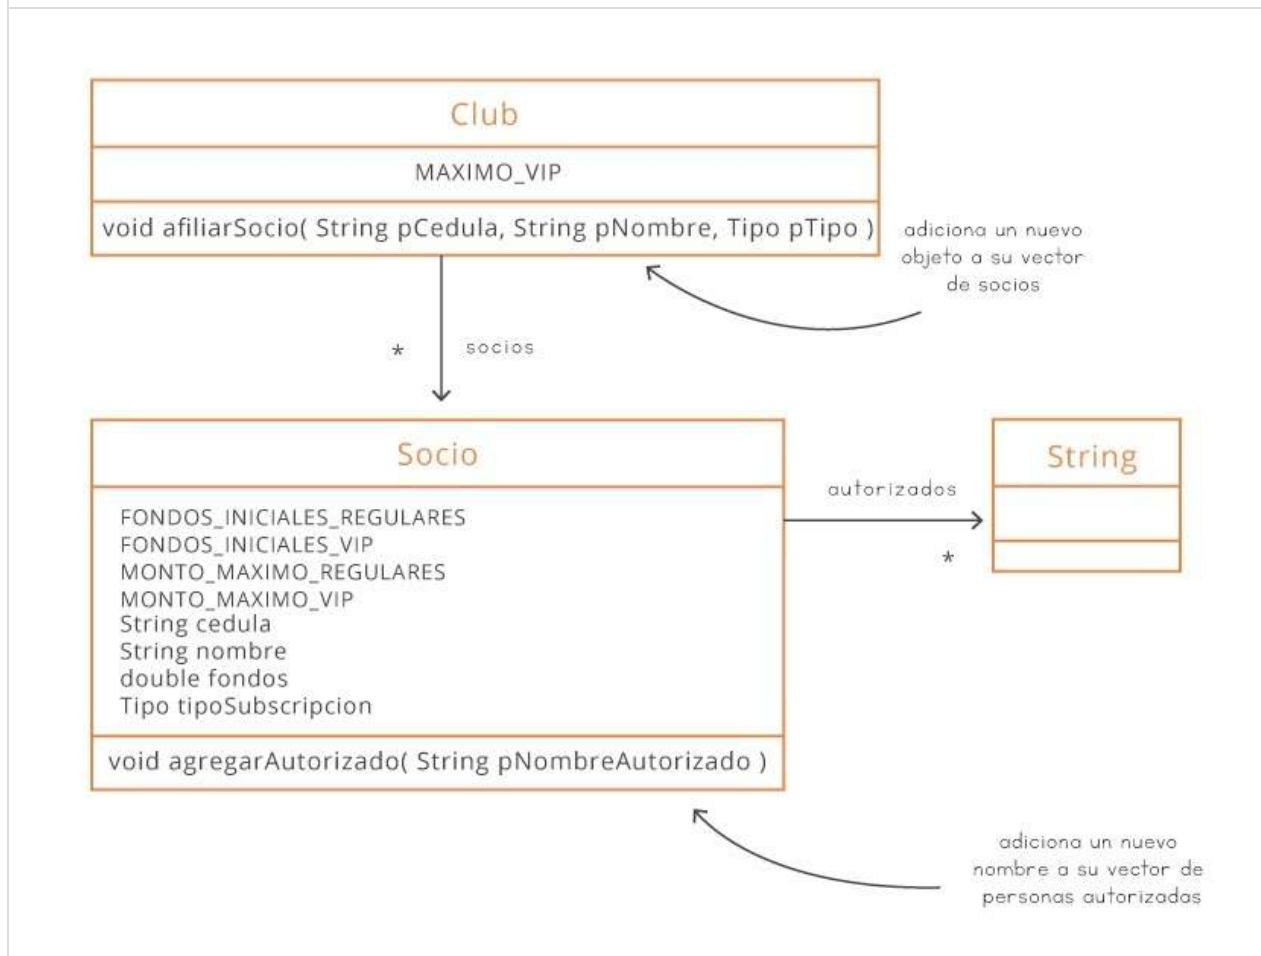 Club
MAXIMO_VIP
void afiliarSocio( String pCedula, String pNombre, Tipo pTipo )
adiciona un nuevo
objeto a su vector
de socios
*
socios
Socio
FONDOS_INICIALES_REGULARES
FONDOS_INICIALES_VIP
MONTO_MAXIMO_REGULARES
MONTO_MAXIMO_VIP
String cedula
String nombre
double fondos
Tipo tipoSubscripcion
void agregarAutorizado( String pNombreAutorizado )
autorizados
*
String
adiciona un nuevo
nombre a su vector de
personas autorizadas